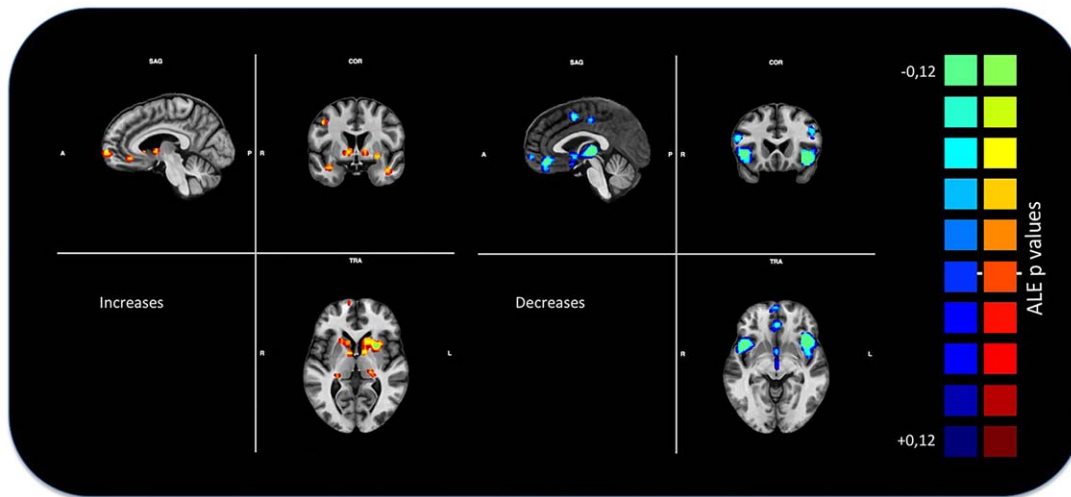 SAG
COR
A
P
R
TRA
R
L
Increases
SAG
COR
A
P
R
TRA
R
L
Decreases
-0,12
+0,12
ALE p values